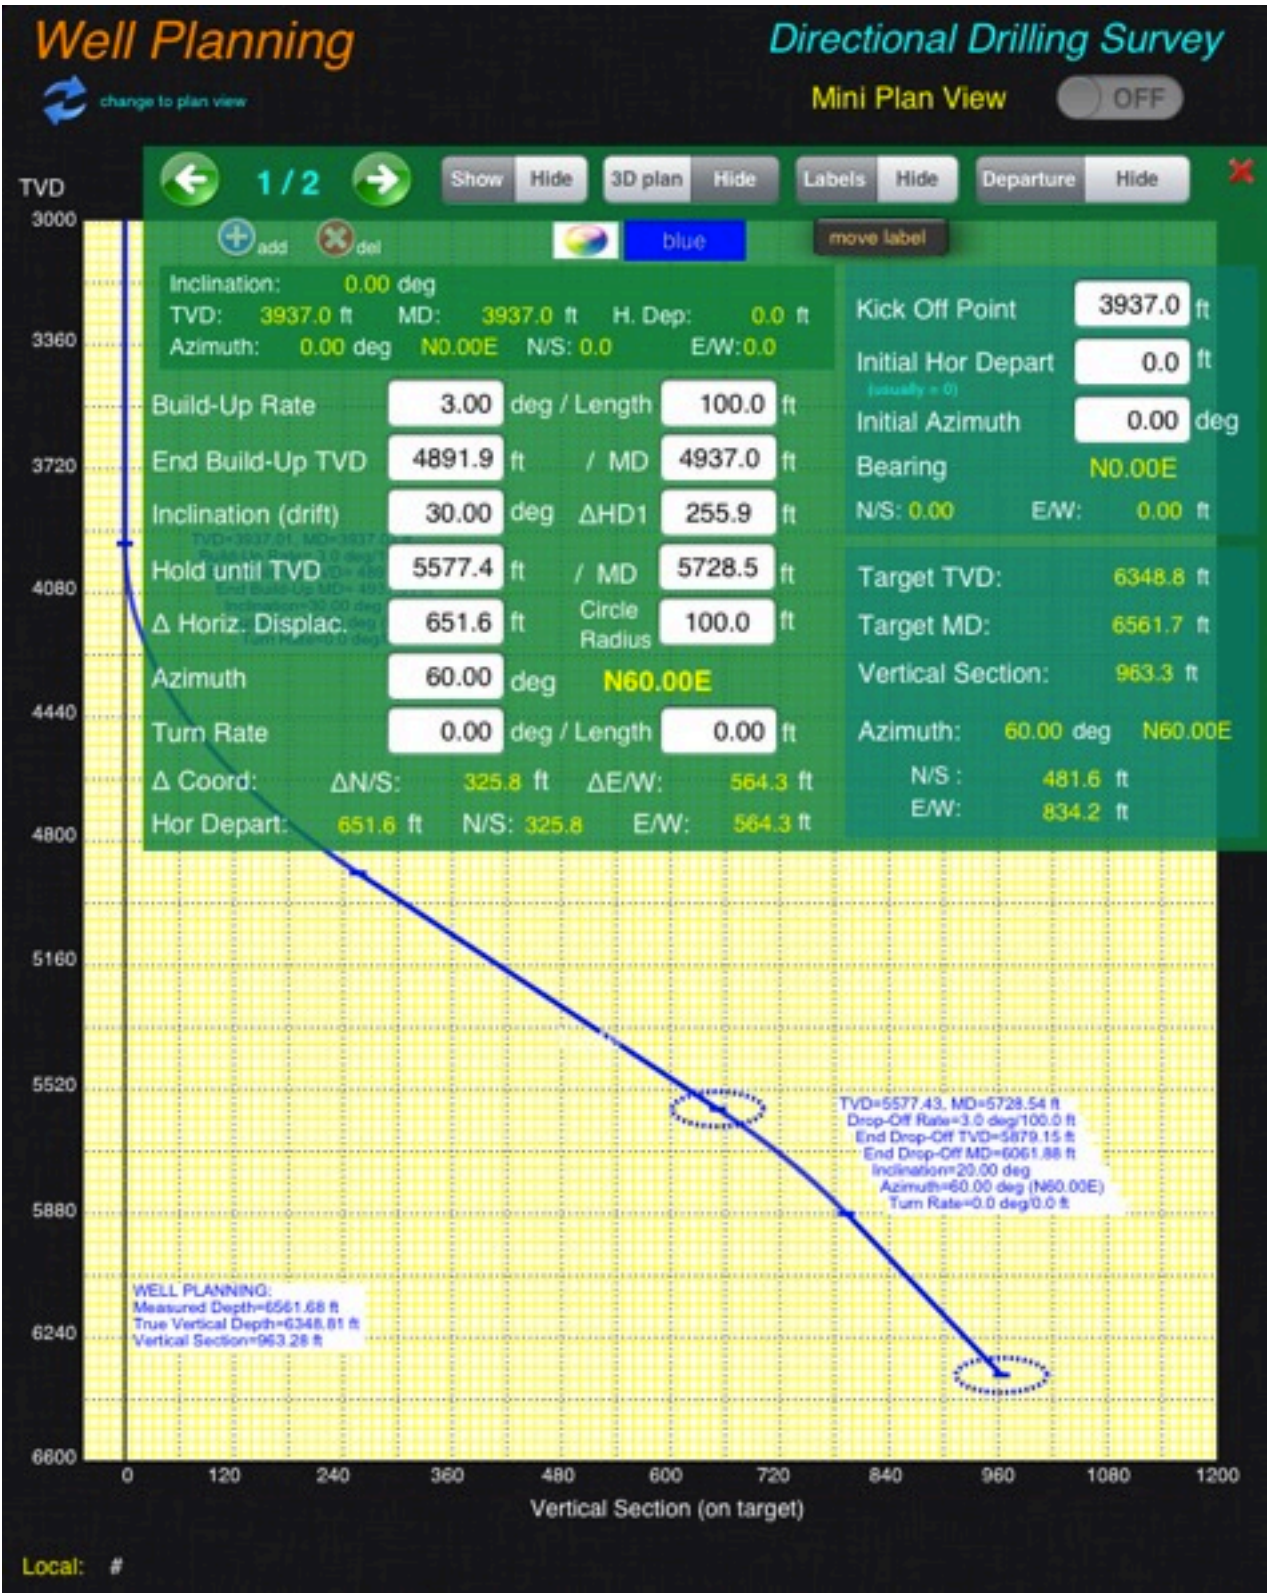 Well Planning
Directional Drilling Survey
change to plan view
Mini Plan View OFF
TVD
1 / 2 Show Hide 3D plan Hide Labels Hide Departure Hide
add del blue move label
Inclination: 0.00 deg
TVD: 3937.0 ft MD: 3937.0 ft H. Dep: 0.0 ft
Azimuth: 0.00 deg N0.00E N/S: 0.0 E/W:0.0
Kick Off Point 3937.0 ft
Initial Hor Depart 0.0 ft
(usually = 0)
Initial Azimuth 0.00 deg
Bearing N0.00E
N/S: 0.00 E/W: 0.00 ft
Build-Up Rate 3.00 deg / Length 100.0 ft
End Build-Up TVD 4891.9 ft / MD 4937.0 ft
Inclination (drift) 30.00 deg ΔHD1 255.9 ft
Hold until TVD 5577.4 ft / MD 5728.5 ft
Δ Horiz. Displac. 651.6 ft Circle Radius 100.0 ft
Azimuth 60.00 deg N60.00E
Turn Rate 0.00 deg / Length 0.00 ft
Δ Coord: ΔN/S: 325.8 ft ΔE/W: 564.3 ft
Hor Depart: 651.6 ft N/S: 325.8 E/W: 564.3 ft
Target TVD: 6348.8 ft
Target MD: 6561.7 ft
Vertical Section: 963.3 ft
Azimuth: 60.00 deg N60.00E
N/S : 481.6 ft
E/W: 834.2 ft
3000
3360
3720
4080
4440
4800
5160
5520
5880
6240
6600
TVD=5577.43, MD=5728.54 ft
Drop-Off Rate=3.0 deg/100.0 ft
End Drop-Off TVD=5879.15 ft
End Drop-Off MD=6061.88 ft
Inclination=20.00 deg
Azimuth=60.00 deg (N60.00E)
Turn Rate=0.0 deg/0.0 ft
WELL PLANNING:
Measured Depth=6561.68 ft
True Vertical Depth=6348.81 ft
Vertical Section=963.28 ft
0 120 240 360 480 600 720 840 960 1080 1200
Vertical Section (on target)
Local: #